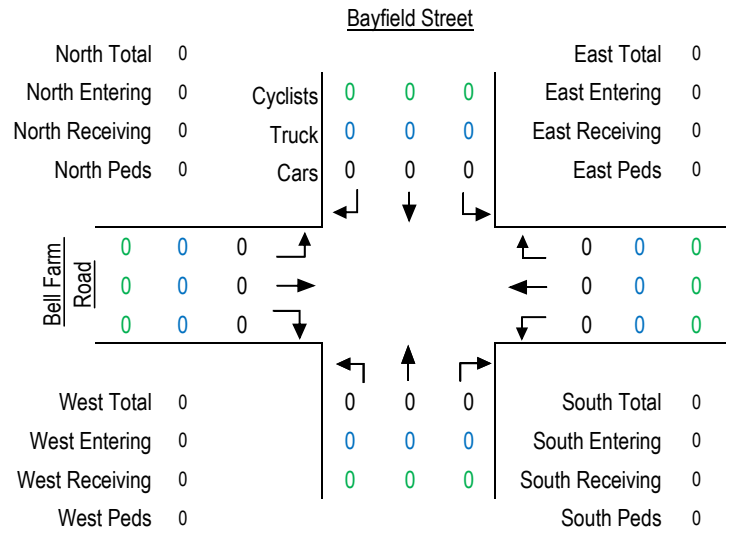 Bayfield Street
North Total 0 East Total 0
North Entering 0 Cyclists 0 0 0 East Entering 0
North Receiving 0 Truck 0 0 0 East Receiving 0
North Peds 0 Cars 0 0 0 East Peds 0
Bell Farm
Road
0 0 0 0 0 0
0 0 0 0 0 0
0 0 0 0 0 0
West Total 0 0 0 0 South Total 0
West Entering 0 0 0 0 South Entering 0
West Receiving 0 0 0 0 South Receiving 0
West Peds 0 South Peds 0